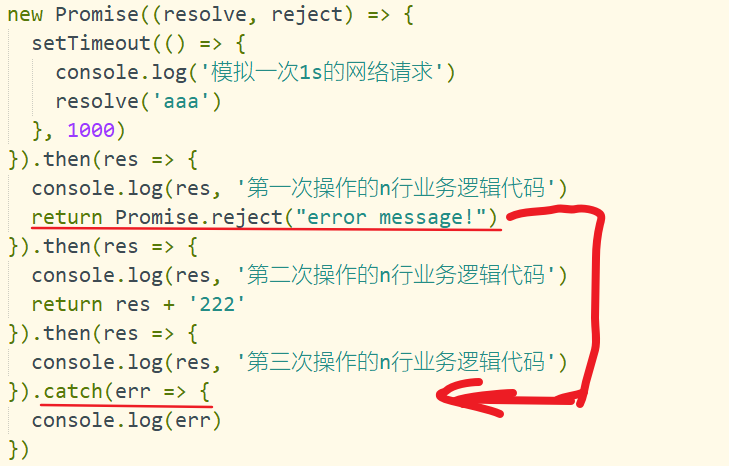 new Promise((resolve, reject) => {
  setTimeout(() => {
    console.log('模拟一次1s的网络请求')
    resolve('aaa')
  }, 1000)
}).then(res => {
  console.log(res, '第一次操作的n行业务逻辑代码')
  return Promise.reject("error message!")
}).then(res => {
  console.log(res, '第二次操作的n行业务逻辑代码')
  return res + '222'
}).then(res => {
  console.log(res, '第三次操作的n行业务逻辑代码')
}).catch(err => {
  console.log(err)
})